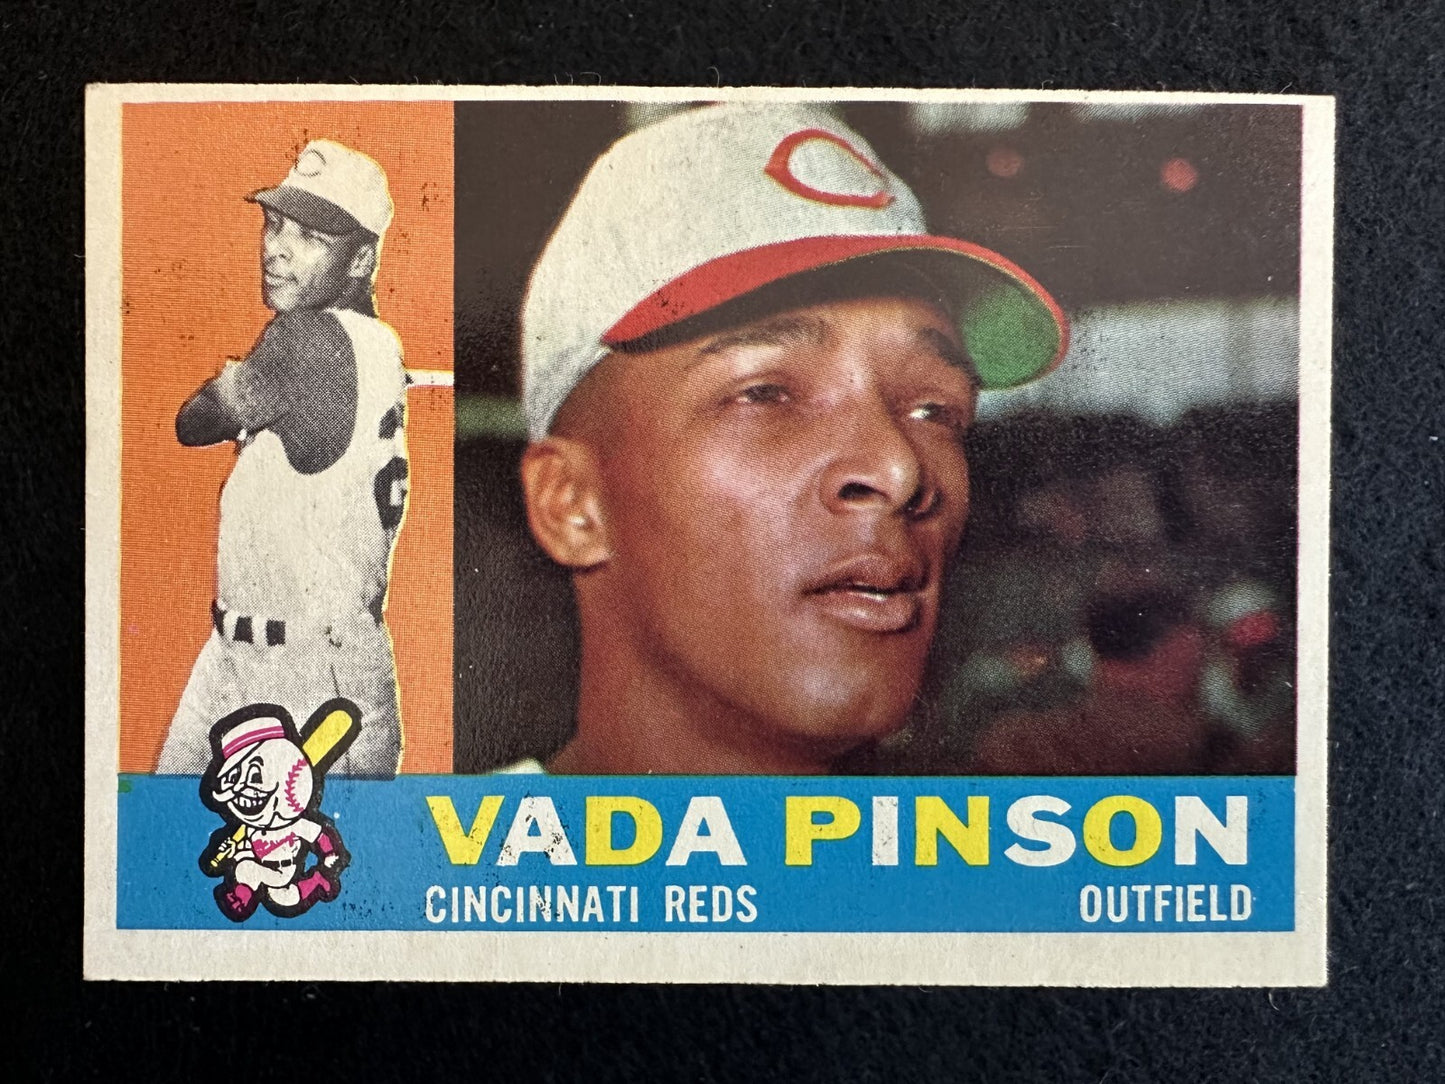 C
C
VADA PINSON
CINCINNATI REDS
OUTFIELD